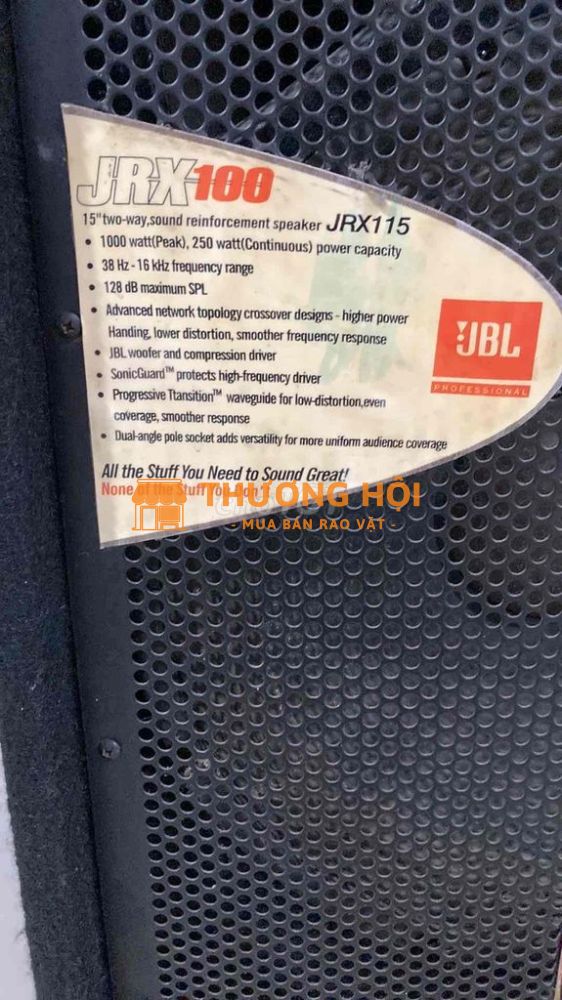 JRX100
15" two-way,sound reinforcement speaker JRX115
• 1000 watt(Peak), 250 watt(Continuous) power capacity
• 38 Hz - 16 kHz frequency range
• 128 dB maximum SPL
• Advanced network topology crossover designs - higher power
Handing, lower distortion, smoother frequency response
• JBL woofer and compression driver
• SonicGuard™ protects high-frequency driver
• Progressive Ttansition™ waveguide for low-distortion,even
coverage, smoother response
• Dual-angle pole socket adds versatility for more uniform audience coverage
JBL
PROFESSIONAL
All the Stuff You Need to Sound Great!
None of the Stuff You
THƯƠNG HỘI
- MUA BÁN RAO VẶT -